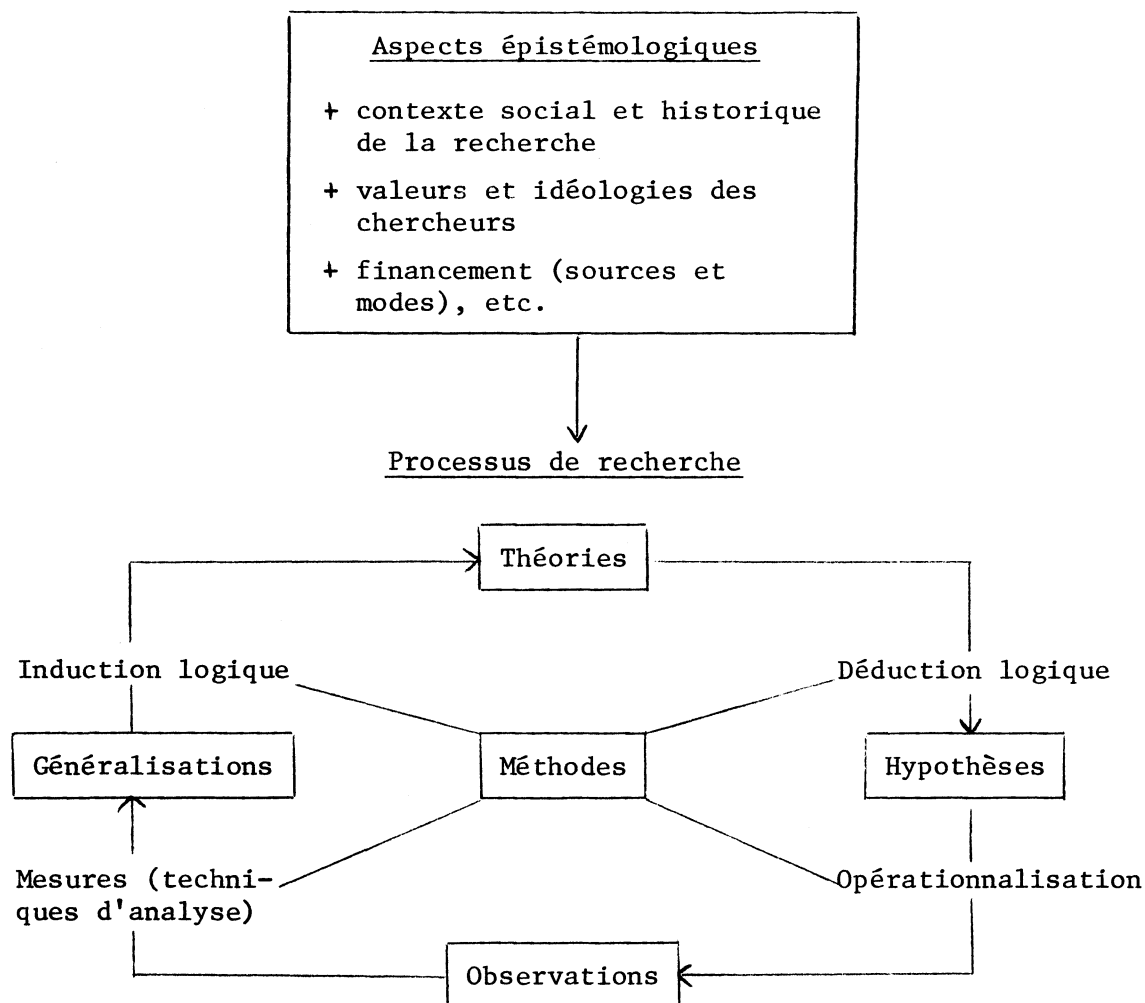 Aspects épistémologiques
+ contexte social et historique
de la recherche
+ valeurs et idéologies des
chercheurs
+ financement (sources et
modes), etc.
Processus de recherche
Théories
Induction logique
Déduction logique
Généralisations
Méthodes
Hypothèses
Mesures (techni-
ques d'analyse)
Opérationnalisation
Observations